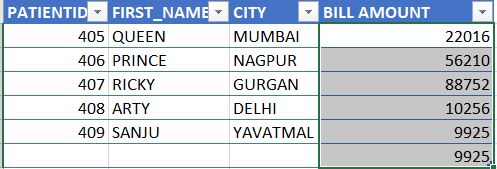 PATIENTID FIRST_NAME CITY BILL AMOUNT
405 QUEEN MUMBAI 22016
406 PRINCE NAGPUR 56210
407 RICKY GURGAN 88752
408 ARTY DELHI 10256
409 SANJU YAVATMAL 9925
9925